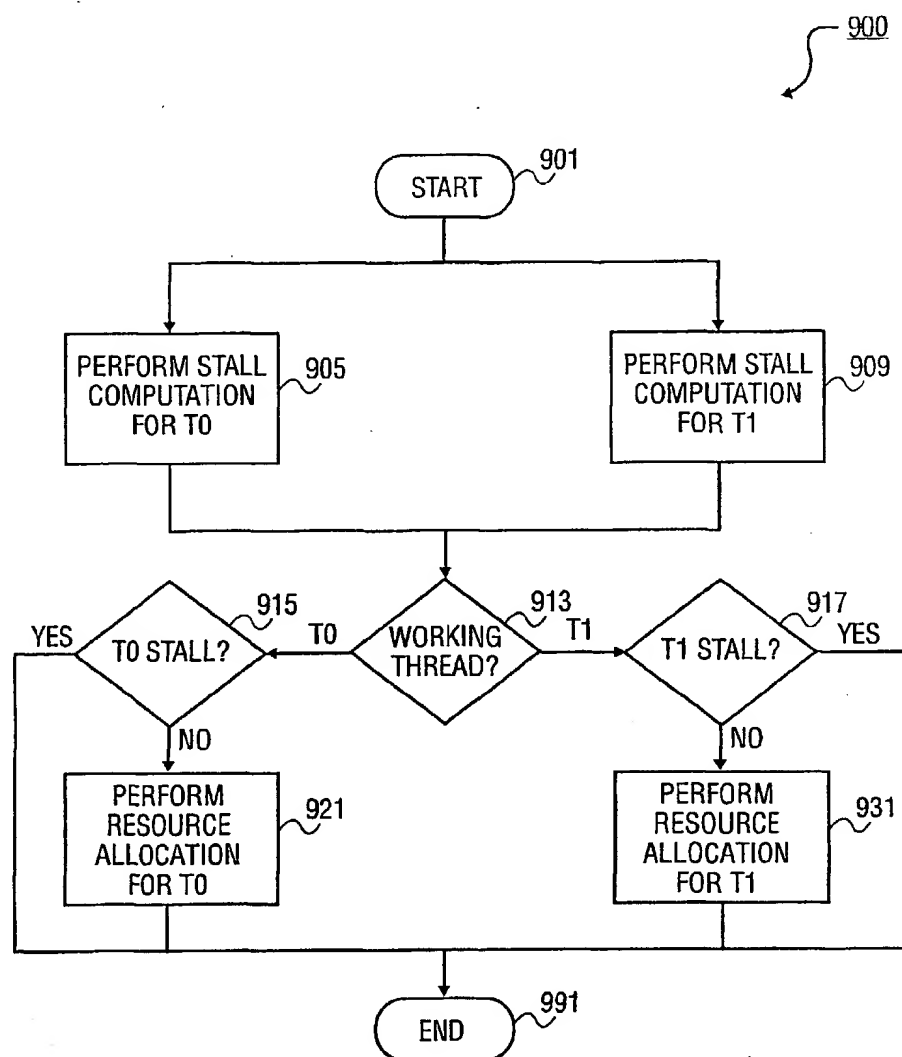 900
START
901
PERFORM STALL
COMPUTATION
FOR T0
905
PERFORM STALL
COMPUTATION
FOR T1
909
YES
T0 STALL?
915
T0
WORKING
THREAD?
913
T1
T1 STALL?
917
YES
NO
NO
PERFORM
RESOURCE
ALLOCATION
FOR T0
921
PERFORM
RESOURCE
ALLOCATION
FOR T1
931
END
991